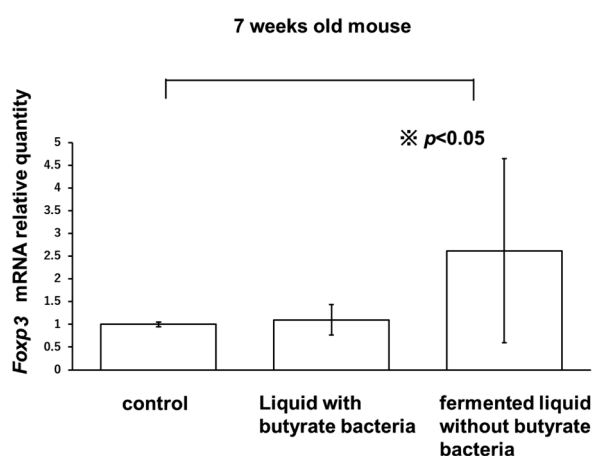 7 weeks old mouse
※ p<0.05
Foxp3 mRNA relative quantity
5
4.5
4
3.5
3
2.5
2
1.5
1
0.5
0
control
Liquid with
butyrate bacteria
fermented liquid
without butyrate
bacteria